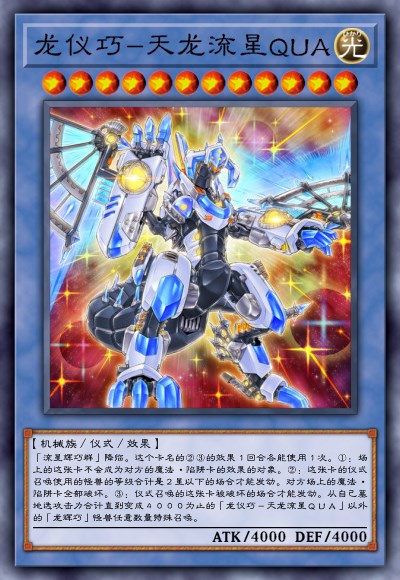 龙仪巧-天龙流星QUA
光
ひかり
【机械族/仪式/效果】
「流星辉巧群」降临。这个卡名的②③的效果1回合各能使用1次。①：场
上的这张卡不会成为对方的魔法·陷阱卡的效果的对象。②：这张卡的仪式
召唤使用的怪兽的等级合计是2星以下的场合才能发动。对方场上的魔法·
陷阱卡全部破坏。③：仪式召唤的这张卡被破坏的场合才能发动。从自己墓
地选攻击力合计直到变成4000为止的「龙仪巧-天龙流星QUA」以外
的「龙辉巧」怪兽任意数量特殊召唤。
ATK/4000 DEF/4000